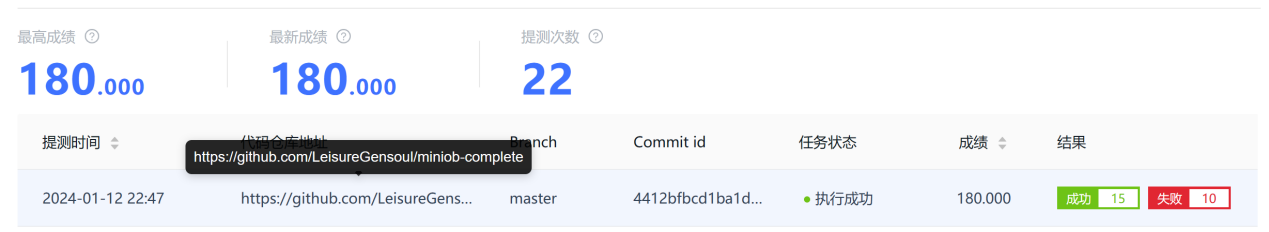 最高成绩
最新成绩
提测次数
180.000
180.000
22
提测时间
代码仓库地址
Branch
Commit id
任务状态
成绩
结果
https://github.com/LeisureGensoul/miniob-complete
2024-01-12 22:47
https://github.com/LeisureGens...
master
4412bfbcd1ba1d...
执行成功
180.000
成功 15
失败 10